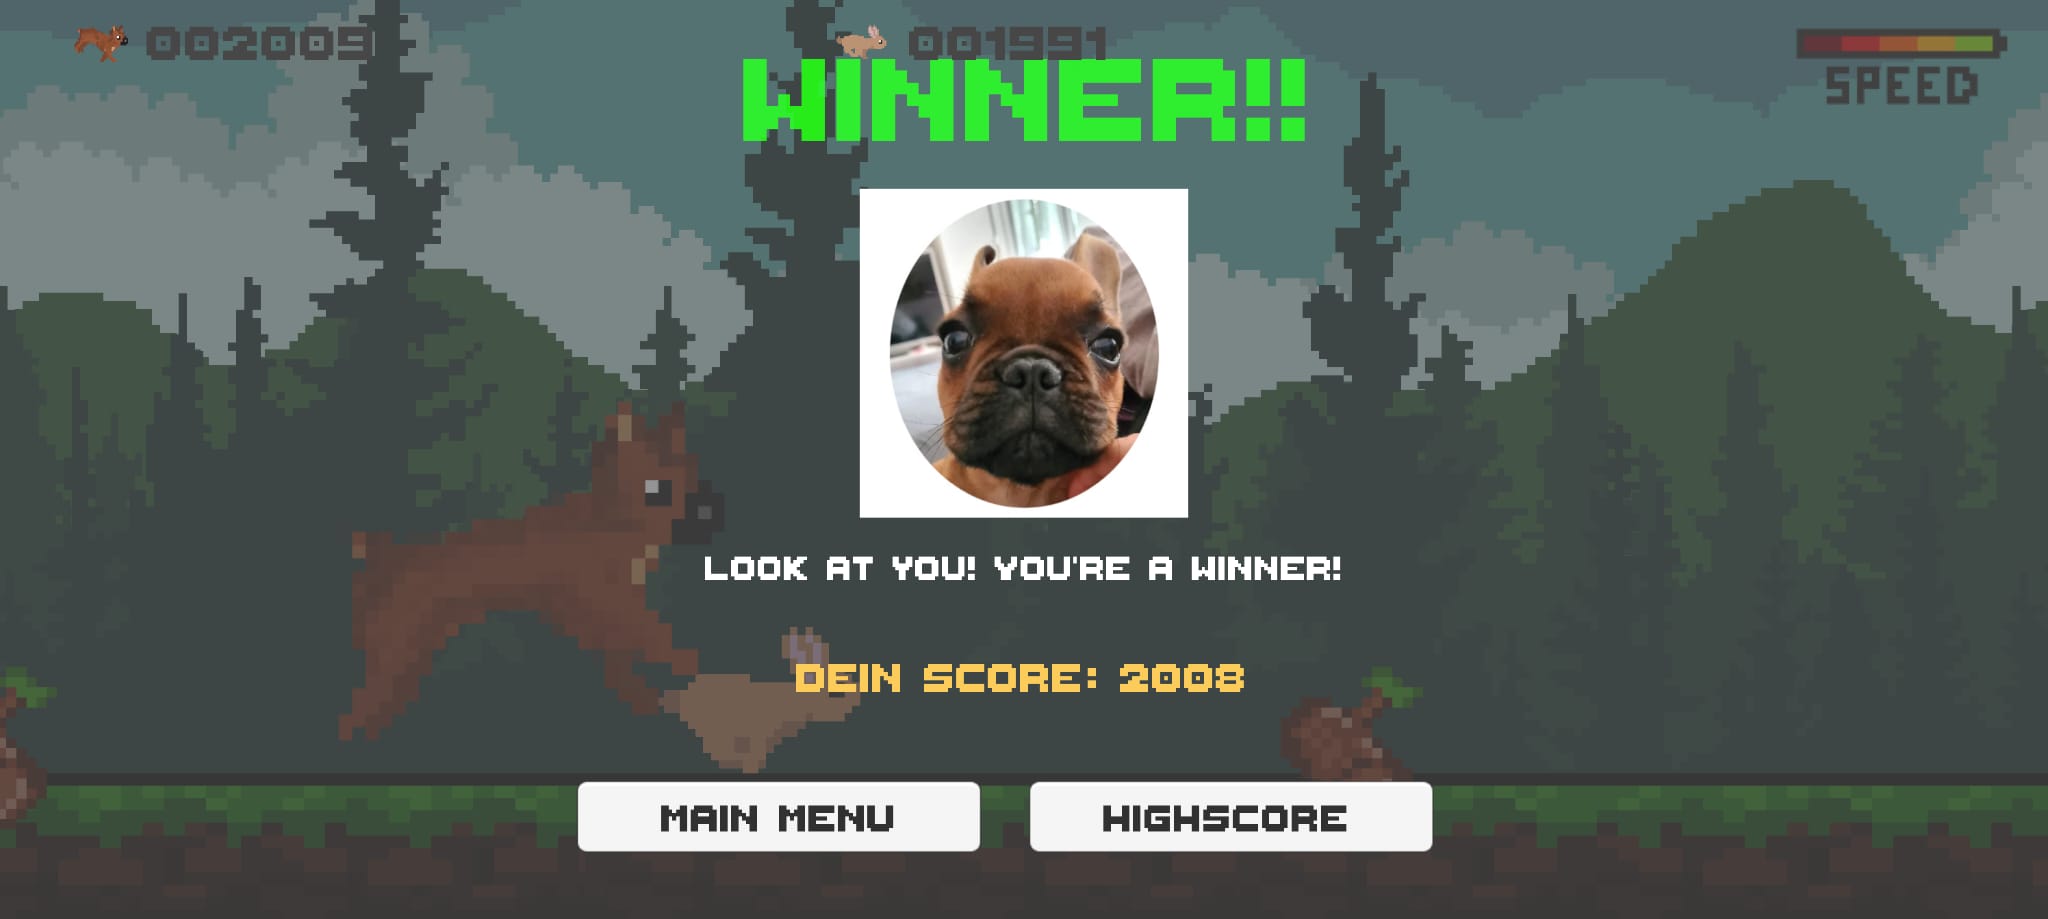 002009
001991
SPEED
WINNER!!
LOOK AT YOU! YOU'RE A WINNER!
DEIN SCORE: 2008
MAIN MENU
HIGHSCORE